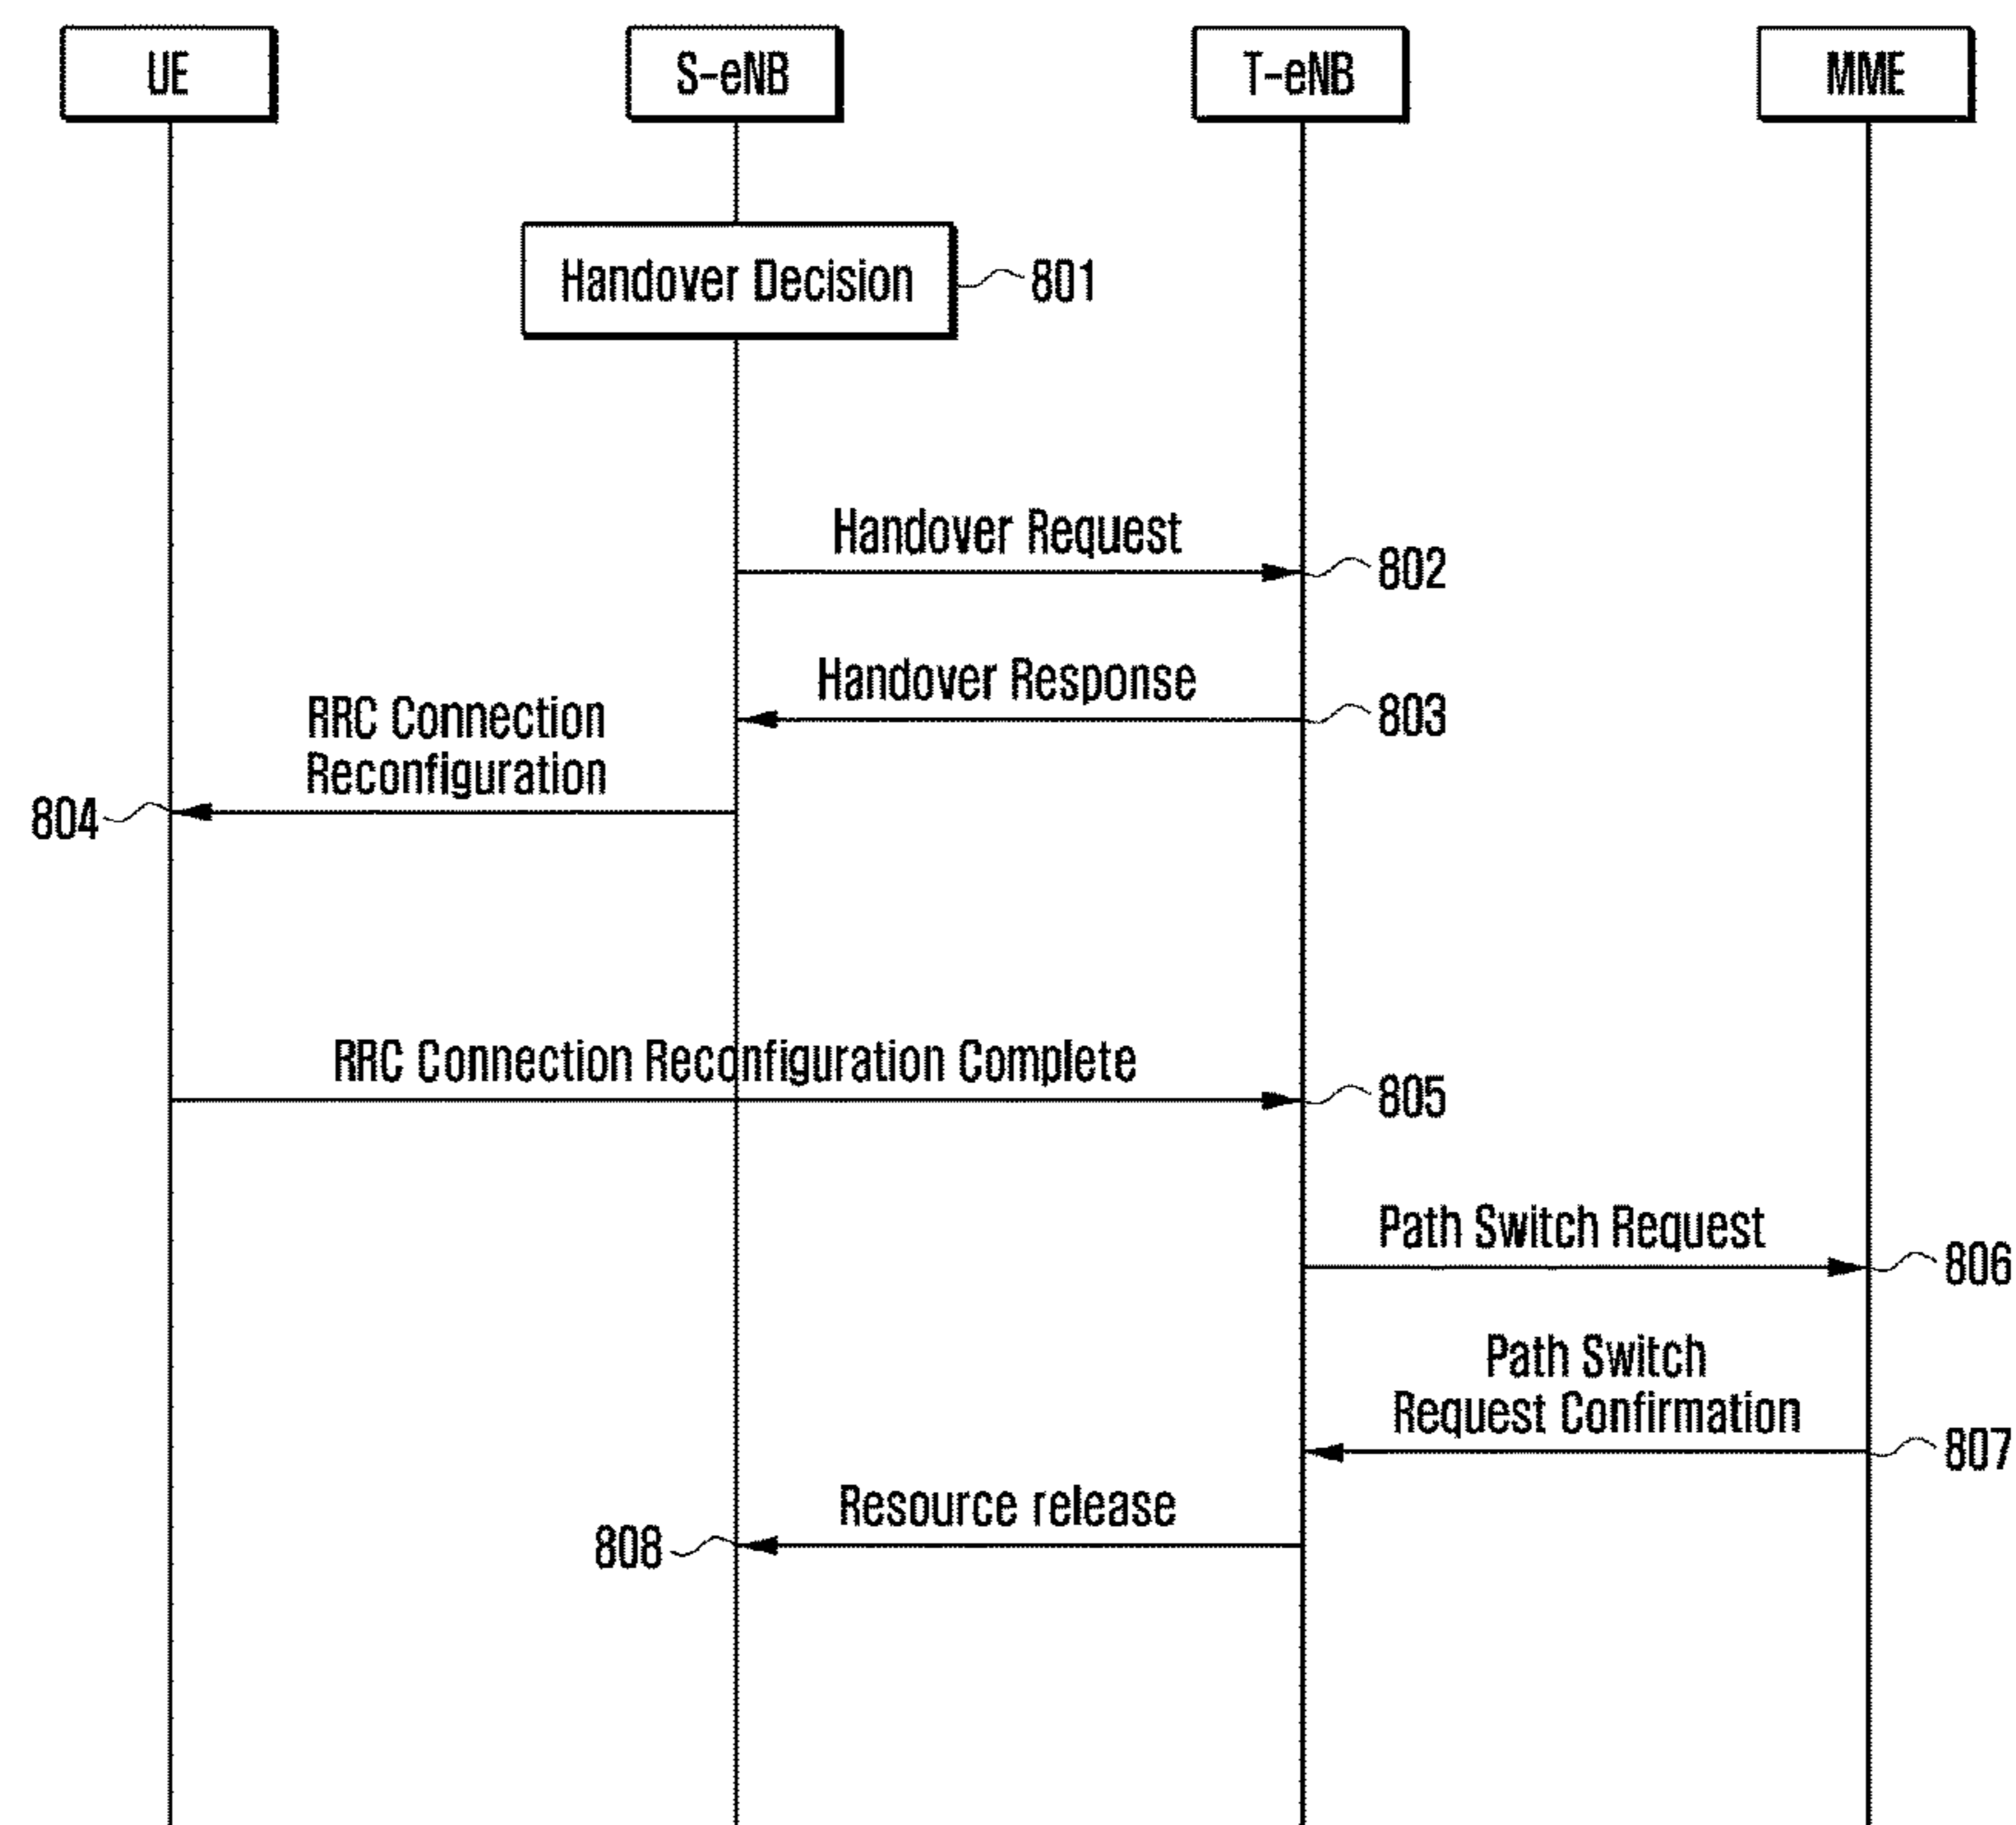 UE
S-eNB
T-eNB
MME
Handover Decision
801
Handover Request
802
Handover Response
803
RRC Connection
Reconfiguration
804
RRC Connection Reconfiguration Complete
805
Path Switch Request
806
Path Switch
Request Confirmation
807
Resource release
808